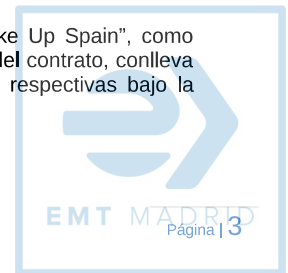 ke Up Spain”, como
del contrato, conlleva
respectivas bajo la
EMT MADRID
Página | 3